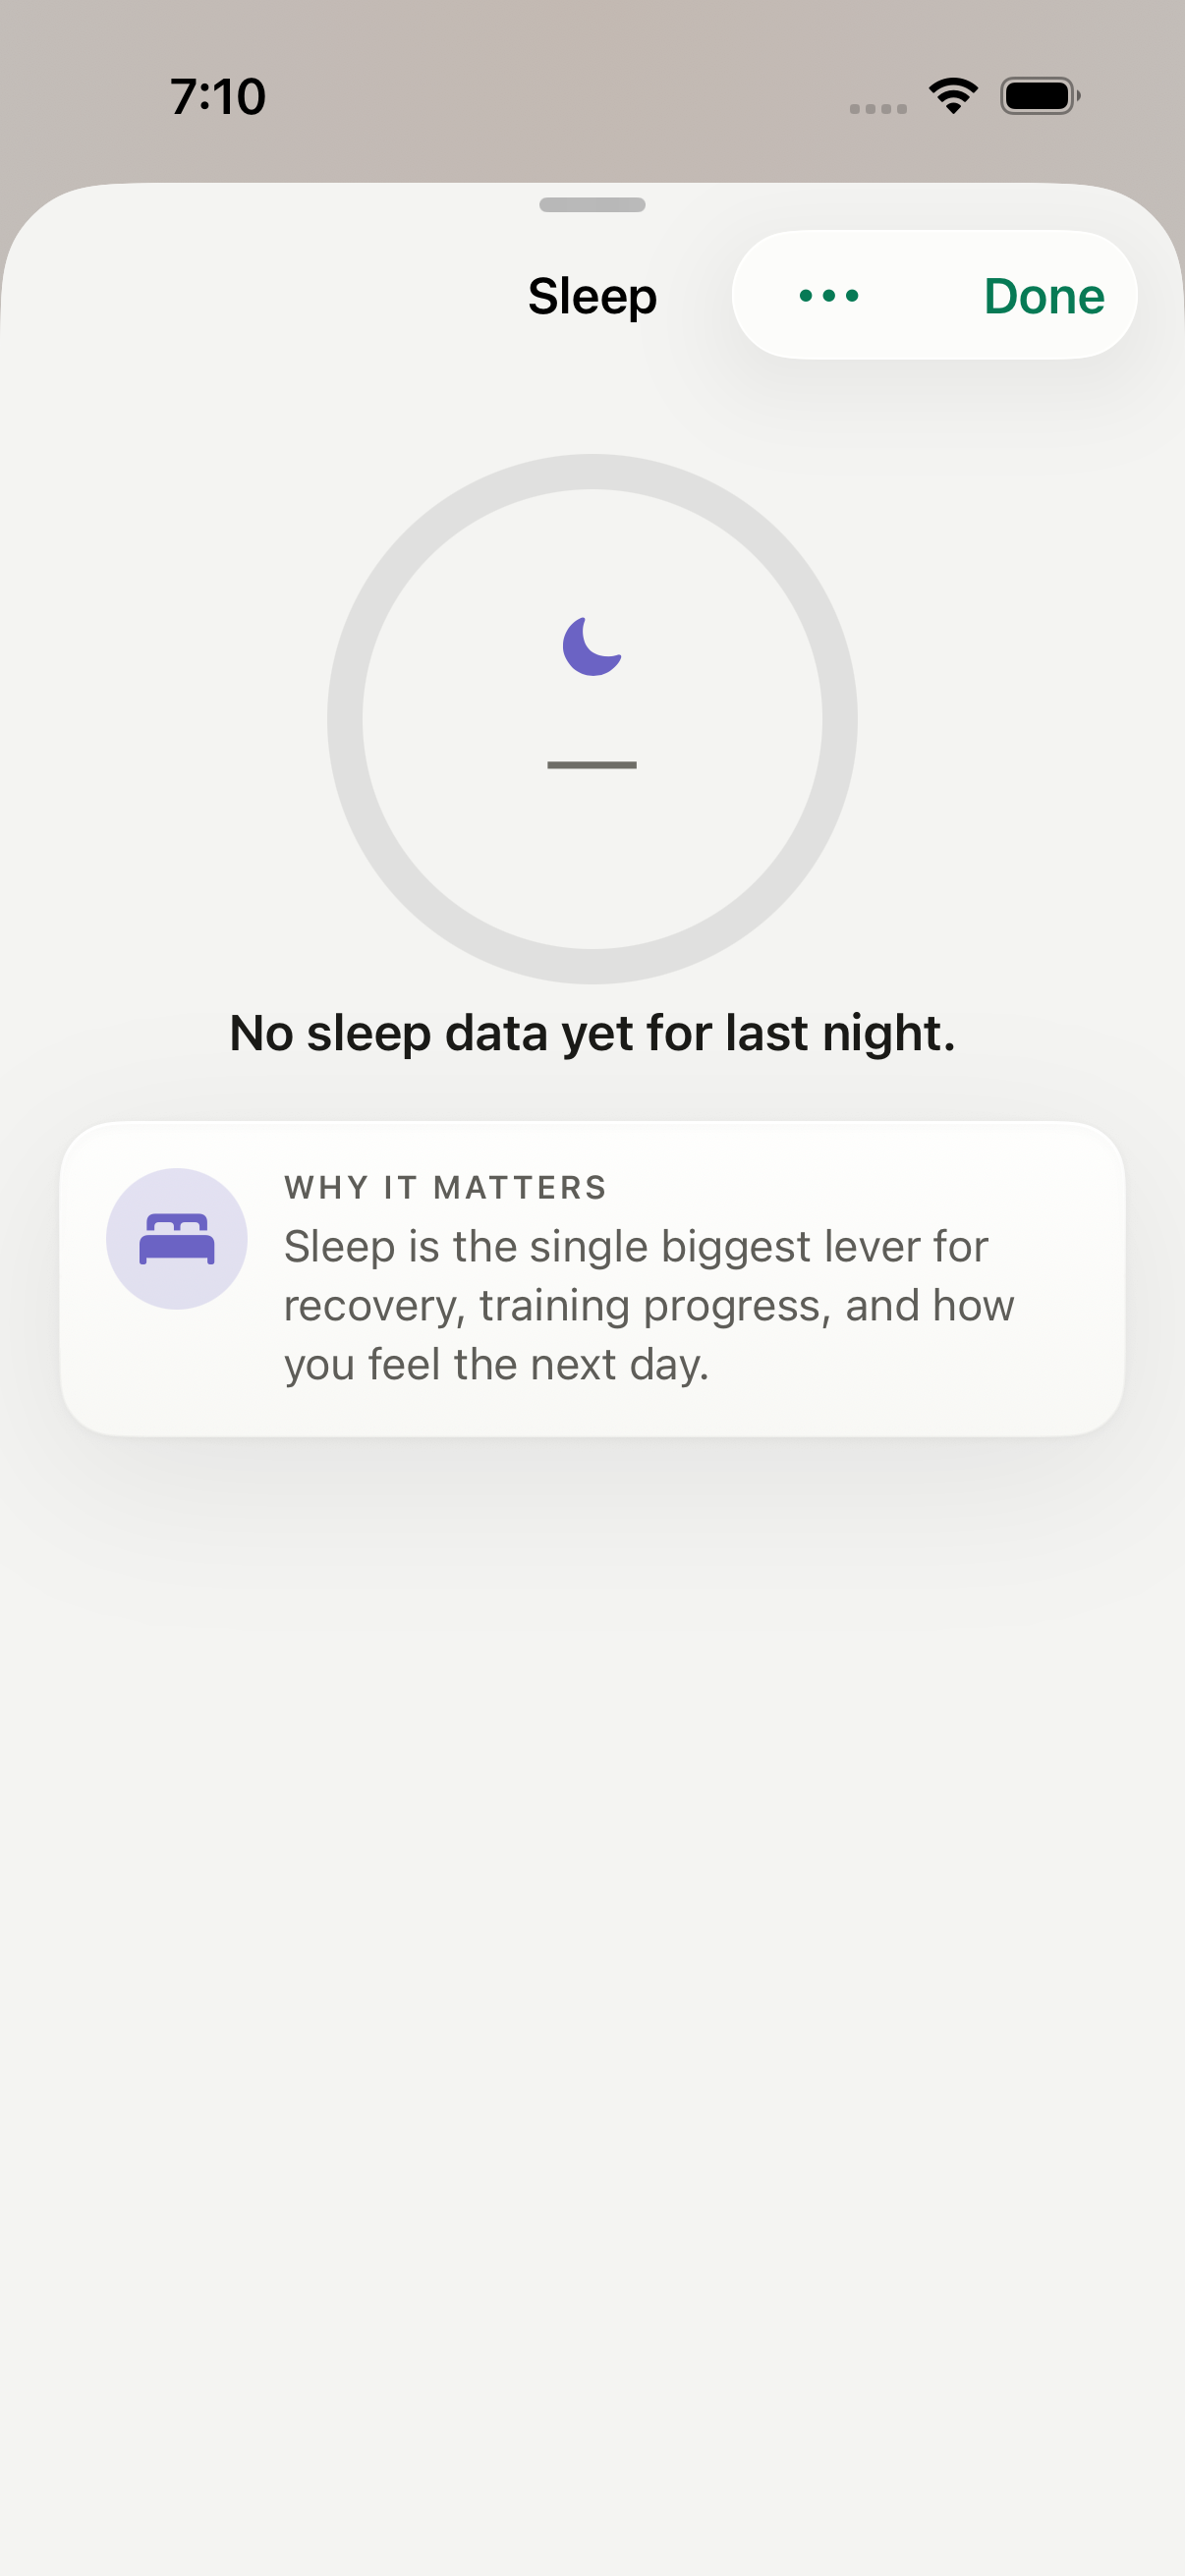 7:10
Sleep
Done
—
No sleep data yet for last night.
WHY IT MATTERS
Sleep is the single biggest lever for
recovery, training progress, and how
you feel the next day.